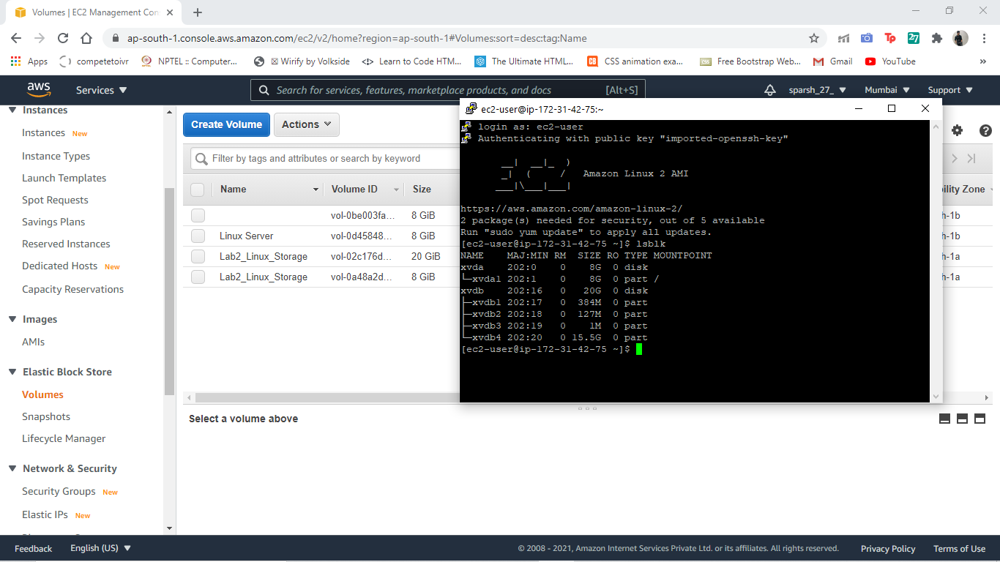 Volumes | EC2 Management Con
ap-south-1.console.aws.amazon.com/ec2/v2/home?region=ap-south-1#Volumes:sort=desc:tag:Name
Apps competetoivr NPTEL :: Computer... Wirify by Volkside Learn to Code HTM... The Ultimate HTML... CSS animation exa... Free Bootstrap Web... Gmail YouTube
aws Services Search for services, features, marketplace products, and docs [Alt+S] sparsh_27_ Mumbai Support
Instances
Instances New
Instance Types
Launch Templates
Spot Requests
Savings Plans
Reserved Instances
Dedicated Hosts New
Capacity Reservations
Images
AMIs
Elastic Block Store
Volumes
Snapshots
Lifecycle Manager
Network & Security
Security Groups New
Elastic IPs New
Create Volume Actions
Filter by tags and attributes or search by keyword
Name Volume ID Size ility Zone
vol-0be003fa... 8 GiB h-1b
Linux Server vol-0d45848... 8 GiB h-1b
Lab2_Linux_Storage vol-02c176d... 20 GiB h-1a
Lab2_Linux_Storage vol-0a48a2d... 8 GiB h-1a
Select a volume above
ec2-user@ip-172-31-42-75:~
login as: ec2-user
Authenticating with public key "imported-openssh-key"
__|  __|_  )
_|  (     /   Amazon Linux 2 AMI
___|\___|___|
https://aws.amazon.com/amazon-linux-2/
2 package(s) needed for security, out of 5 available
Run "sudo yum update" to apply all updates.
[ec2-user@ip-172-31-42-75 ~]$ lsblk
NAME    MAJ:MIN RM  SIZE RO TYPE MOUNTPOINT
xvda    202:0    0    8G  0 disk
└─xvda1 202:1    0    8G  0 part /
xvdb    202:16   0   20G  0 disk
├─xvdb1 202:17   0  384M  0 part
├─xvdb2 202:18   0  127M  0 part
├─xvdb3 202:19   0    1M  0 part
└─xvdb4 202:20   0 15.5G  0 part
[ec2-user@ip-172-31-42-75 ~]$
Feedback English (US) © 2008 - 2021, Amazon Internet Services Private Ltd. or its affiliates. All rights reserved. Privacy Policy Terms of Use